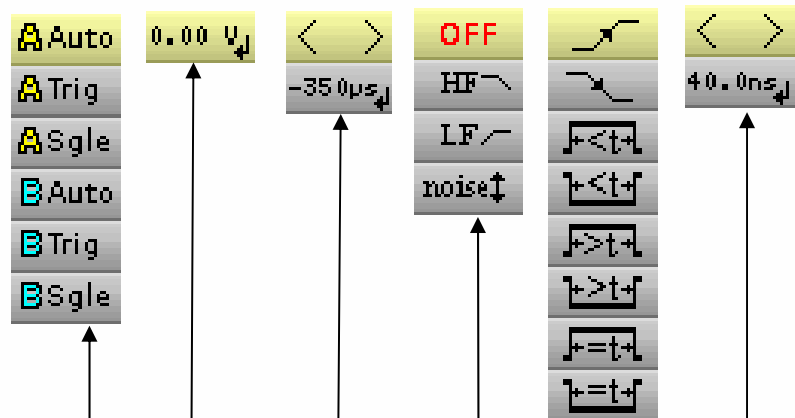 A Auto
A Trig
A Sgle
B Auto
B Trig
B Sgle
0.00 V
< >
-350µs
OFF
HF
LF
noise
<t
<t
>t
>t
=t
=t
< >
40.0ns